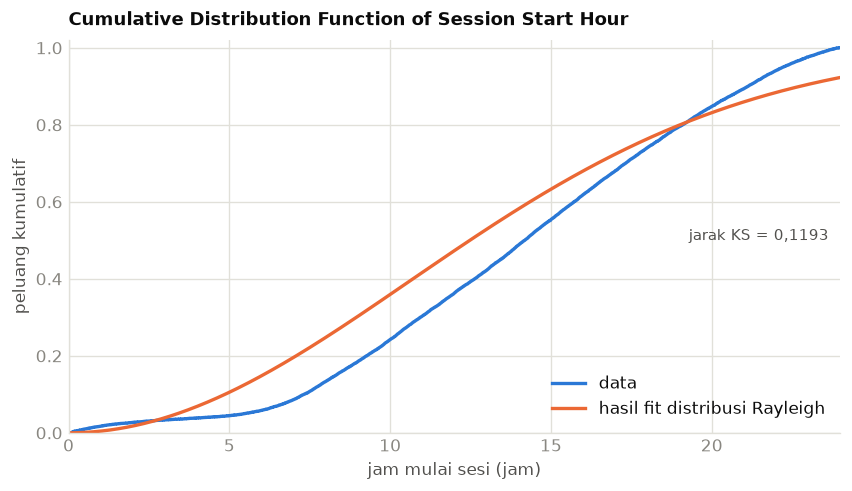 Cumulative Distribution Function of Session Start Hour
peluang kumulatif
1.0
0.8
0.6
0.4
0.2
0.0
jarak KS = 0,1193
data
hasil fit distribusi Rayleigh
0
5
10
15
20
jam mulai sesi (jam)